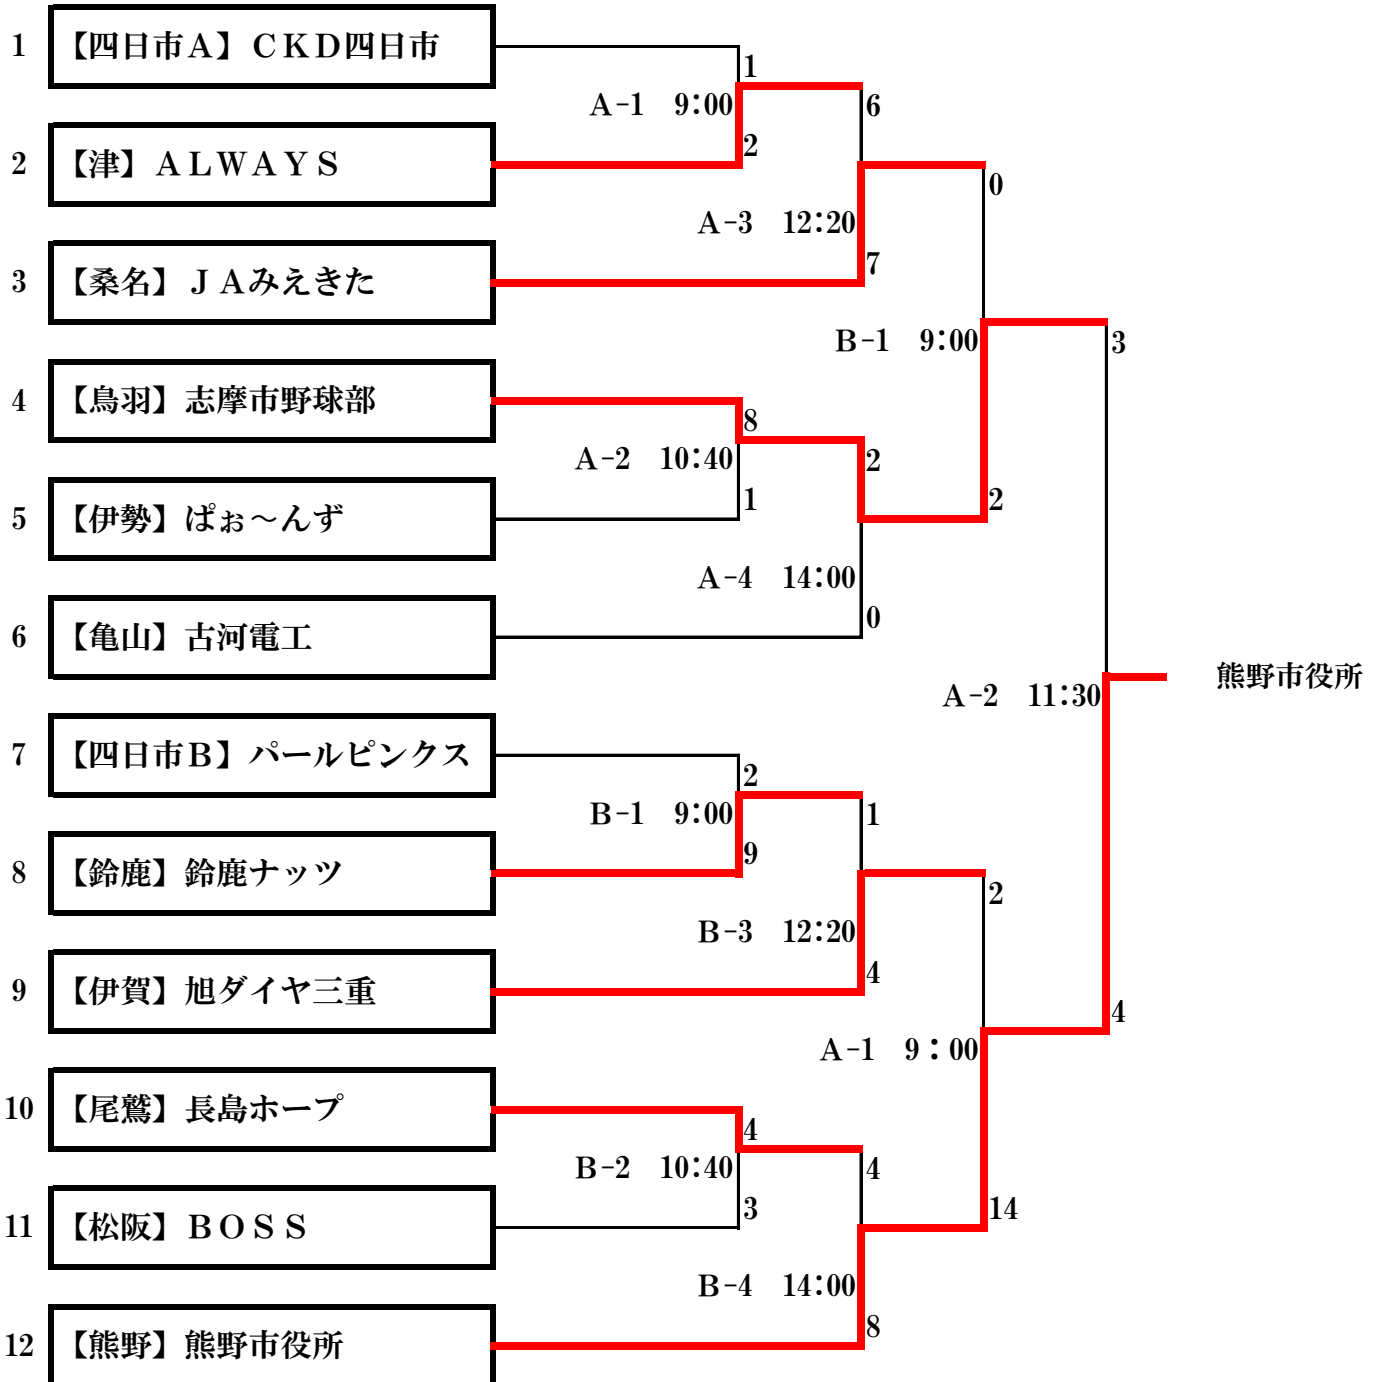 1 【四日市A】CKD四日市
1
A-1 9:00
6
2
2 【津】ALWAYS
0
A-3 12:20
7
3 【桑名】JAみえきた
B-1 9:00
3
4 【鳥羽】志摩市野球部
8
A-2 10:40
2
1
2
5 【伊勢】ぱぉ～んず
A-4 14:00
0
6 【亀山】古河電工
熊野市役所
A-2 11:30
7 【四日市B】パールピンクス
2
B-1 9:00
1
9
8 【鈴鹿】鈴鹿ナッツ
2
B-3 12:20
4
9 【伊賀】旭ダイヤ三重
4
A-1 9:00
10 【尾鷲】長島ホープ
4
B-2 10:40
4
3
14
11 【松阪】BOSS
B-4 14:00
8
12 【熊野】熊野市役所